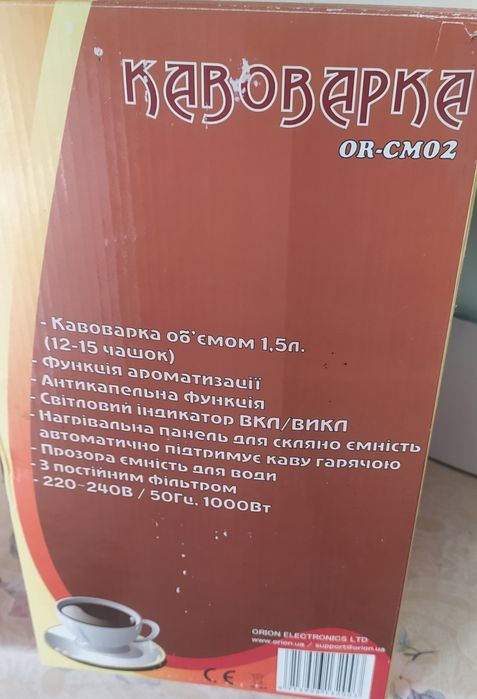 КАВОВАРКА
OR-CM02
- Кавоварка об'ємом 1,5л.
(12-15 чашок)
- Функція ароматизації
- Антикапельна функція
- Світловий індикатор ВКЛ/ВИКЛ
- Нагрівальна панель для скляно ємність
автоматично підтримує каву гарячою
- Прозора ємність для води
- З постійним фільтром
- 220~240В / 50Гц, 1000Вт
ORION ELECTRONICS LTD
www.orion.ua / support@orion.ua
CE